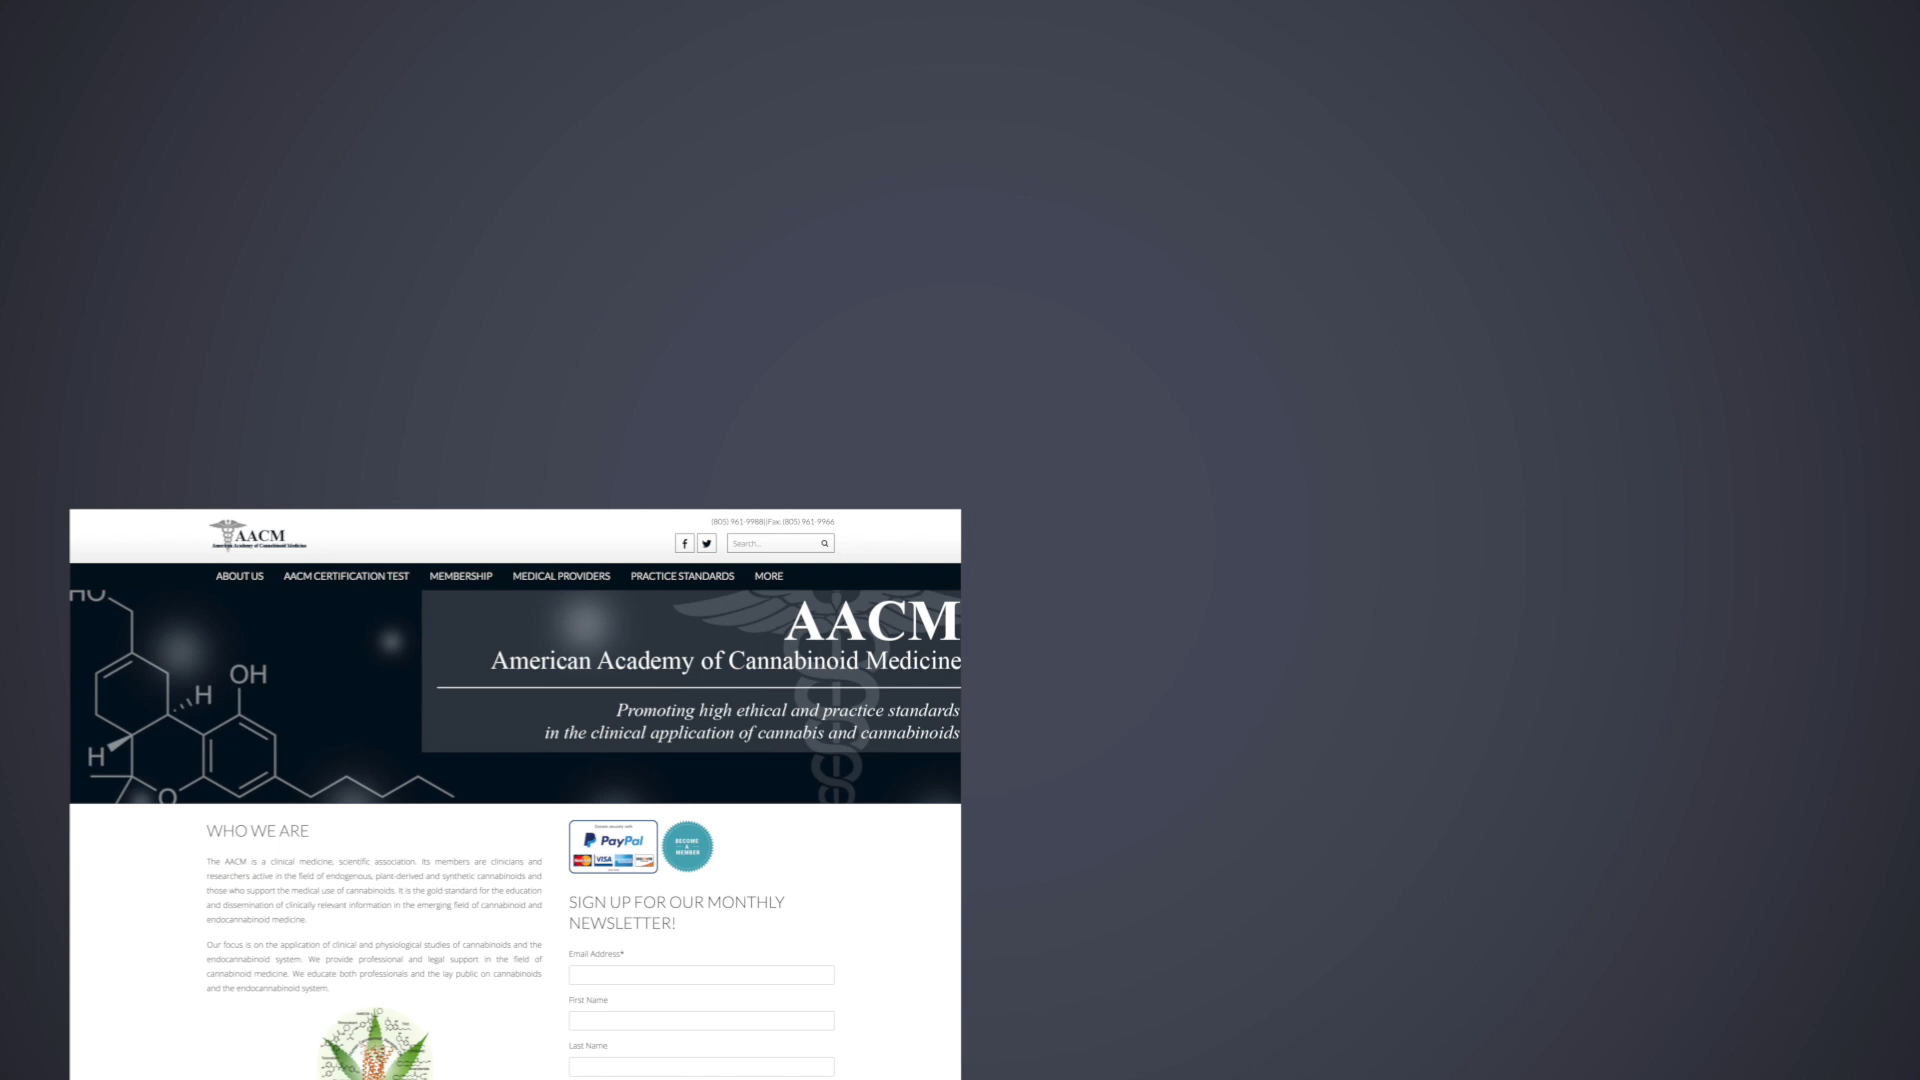 AACM
American Academy of Cannabinoid Medicine
(805) 961-9988||Fax: (805) 961-9966
Search...
ABOUT US AACM CERTIFICATION TEST MEMBERSHIP MEDICAL PROVIDERS PRACTICE STANDARDS MORE
HO
OH
H
H
O
AACM
American Academy of Cannabinoid Medicine
Promoting high ethical and practice standards
in the clinical application of cannabis and cannabinoids
WHO WE ARE
The AACM is a clinical medicine, scientific association. Its members are clinicians and
researchers active in the field of endogenous, plant-derived and synthetic cannabinoids and
those who support the medical use of cannabinoids. It is the gold standard for the education
and dissemination of clinically relevant information in the emerging field of cannabinoid and
endocannabinoid medicine.
Our focus is on the application of clinical and physiological studies of cannabinoids and the
endocannabinoid system. We provide professional and legal support in the field of
cannabinoid medicine. We educate both professionals and the lay public on cannabinoids
and the endocannabinoid system.
PayPal
VISA
BECOME
A
MEMBER
SIGN UP FOR OUR MONTHLY
NEWSLETTER!
Email Address*
First Name
Last Name